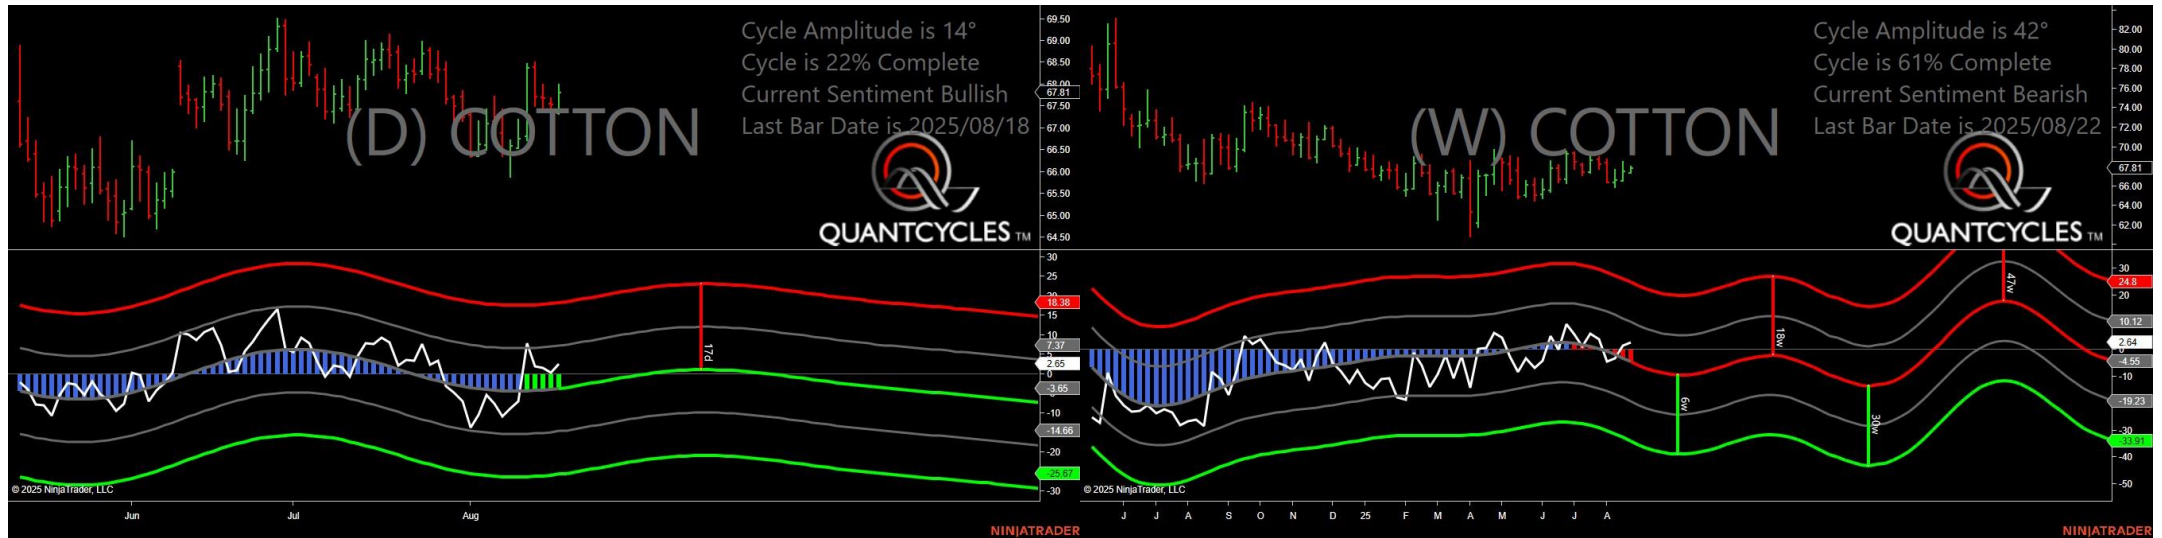 Cycle Amplitude is 14°
Cycle is 22% Complete
Current Sentiment Bullish
Last Bar Date is 2025/08/18
(D) COTTON
QUANTCYCLES TM
69.50
69.00
68.50
68.00
67.81
67.50
67.00
66.50
66.00
65.50
65.00
64.50
30
25
18.38
15
10
7.37
2.65
0
-3.65
-10
-14.66
-20
-25.67
-30
17d
© 2025 NinjaTrader, LLC
Jun
Jul
Aug
NINJATRADER
Cycle Amplitude is 42°
Cycle is 61% Complete
Current Sentiment Bearish
Last Bar Date is 2025/08/22
(W) COTTON
QUANTCYCLES TM
82.00
80.00
78.00
76.00
74.00
72.00
70.00
67.81
66.00
64.00
62.00
30
24.8
20
10.12
2.64
0
-4.55
-10
-19.23
-30
-33.91
-40
-50
6w
18w
30w
47w
© 2025 NinjaTrader, LLC
J
J
A
S
O
N
D
25
F
M
A
M
J
J
A
NINJATRADER